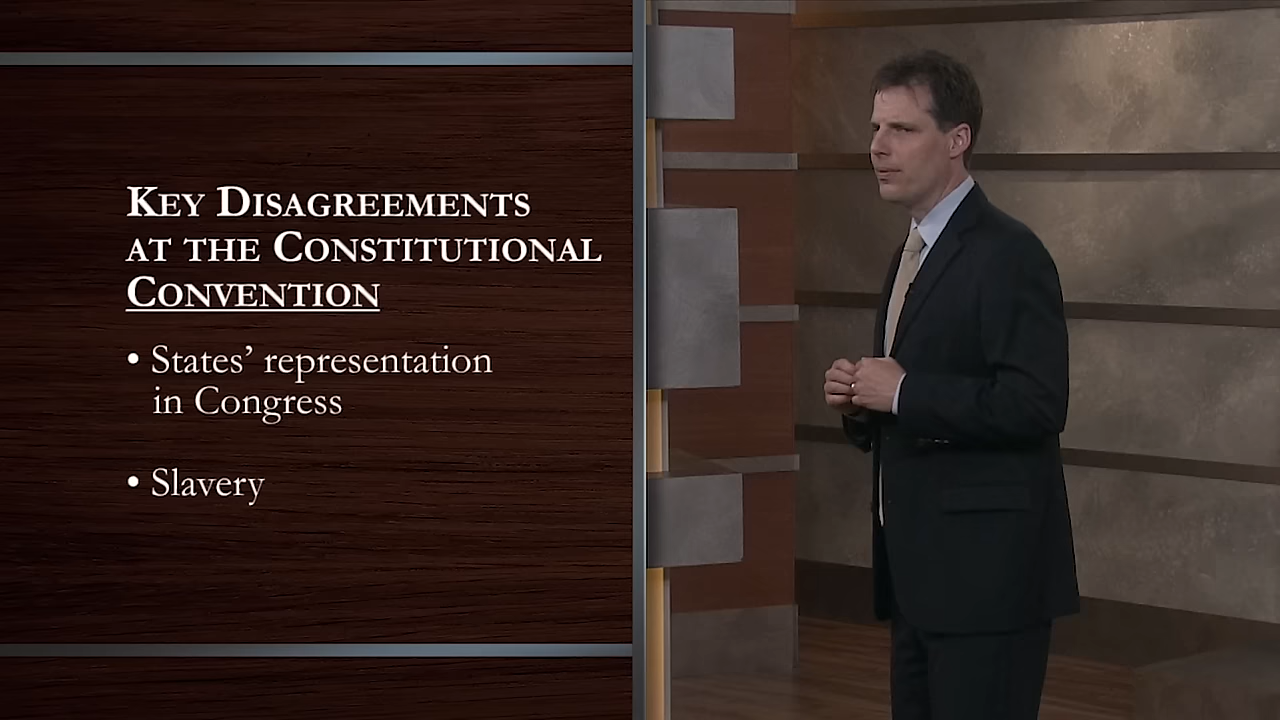 Key Disagreements
at the Constitutional
Convention
• States’ representation
in Congress
• Slavery